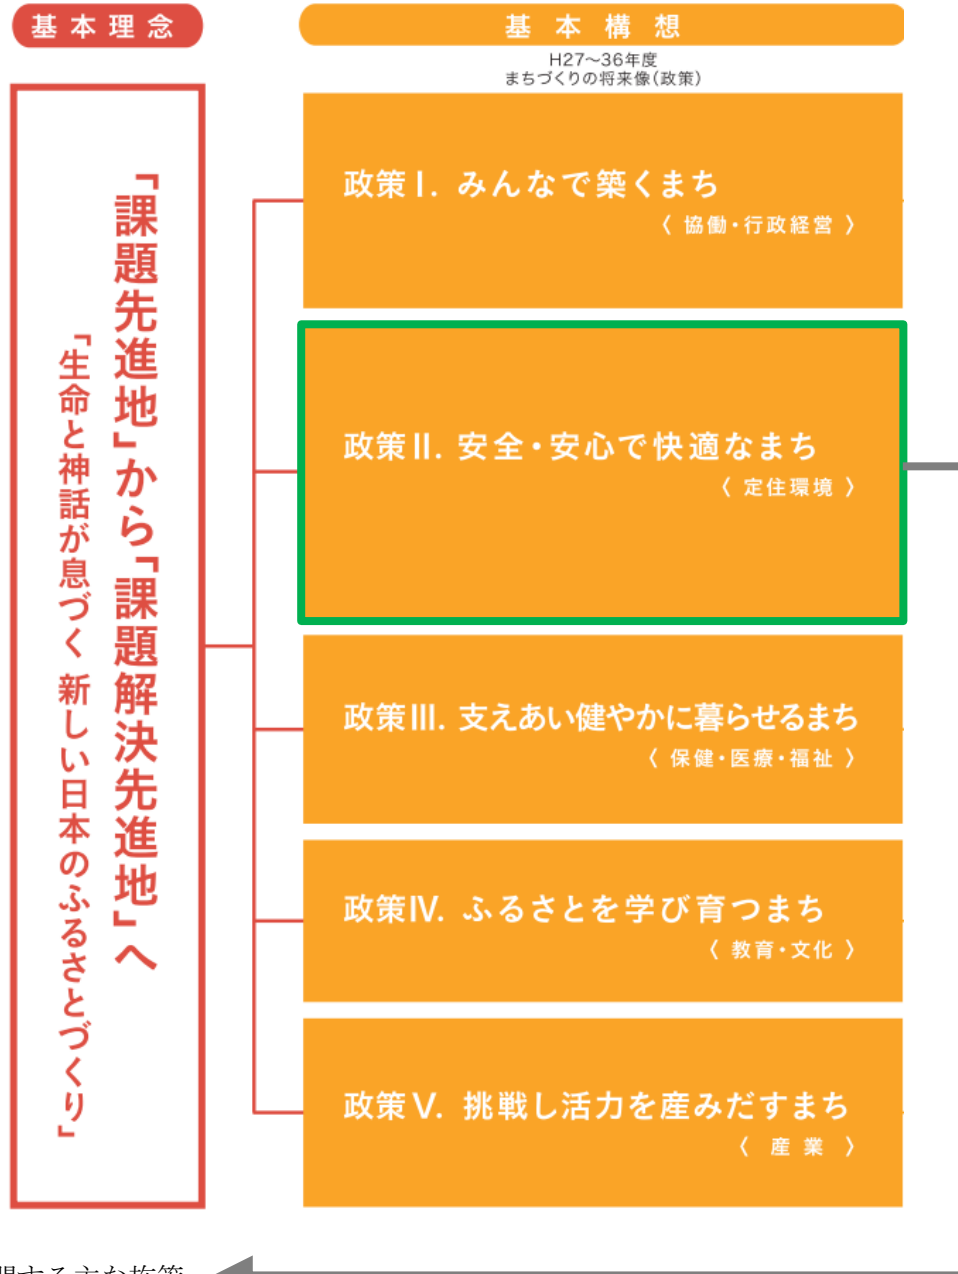 基本理念
「課題先進地」から「課題解決先進地」へ
「生命と神話が息づく 新しい日本のふるさとづくり」
基本構想
H27～36年度
まちづくりの将来像（政策）
政策Ⅰ. みんなで築くまち
〈 協働・行政経営 〉
政策Ⅱ. 安全・安心で快適なまち
〈 定住環境 〉
政策Ⅲ. 支えあい健やかに暮らせるまち
〈 保健・医療・福祉 〉
政策Ⅳ. ふるさとを学び育つまち
〈 教育・文化 〉
政策Ⅴ. 挑戦し活力を産みだすまち
〈 産業 〉